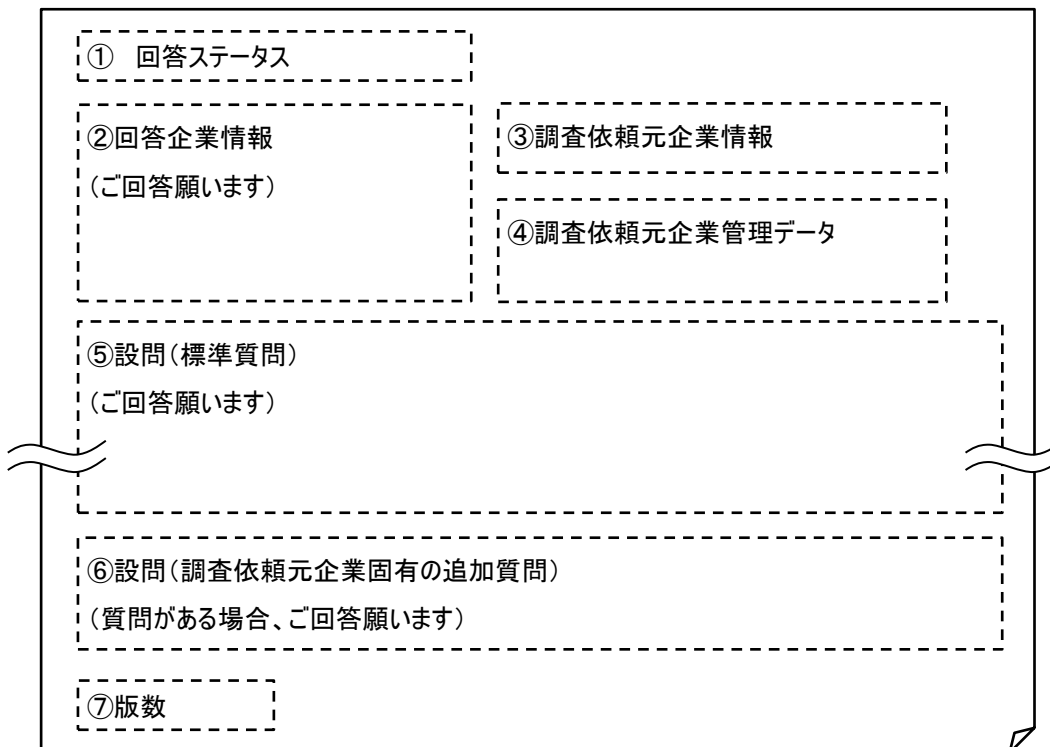 ① 回答ステータス
②回答企業情報
（ご回答願います）
③調査依頼元企業情報
④調査依頼元企業管理データ
⑤設問（標準質問）
（ご回答願います）
⑥設問（調査依頼元企業固有の追加質問）
（質問がある場合、ご回答願います）
⑦版数